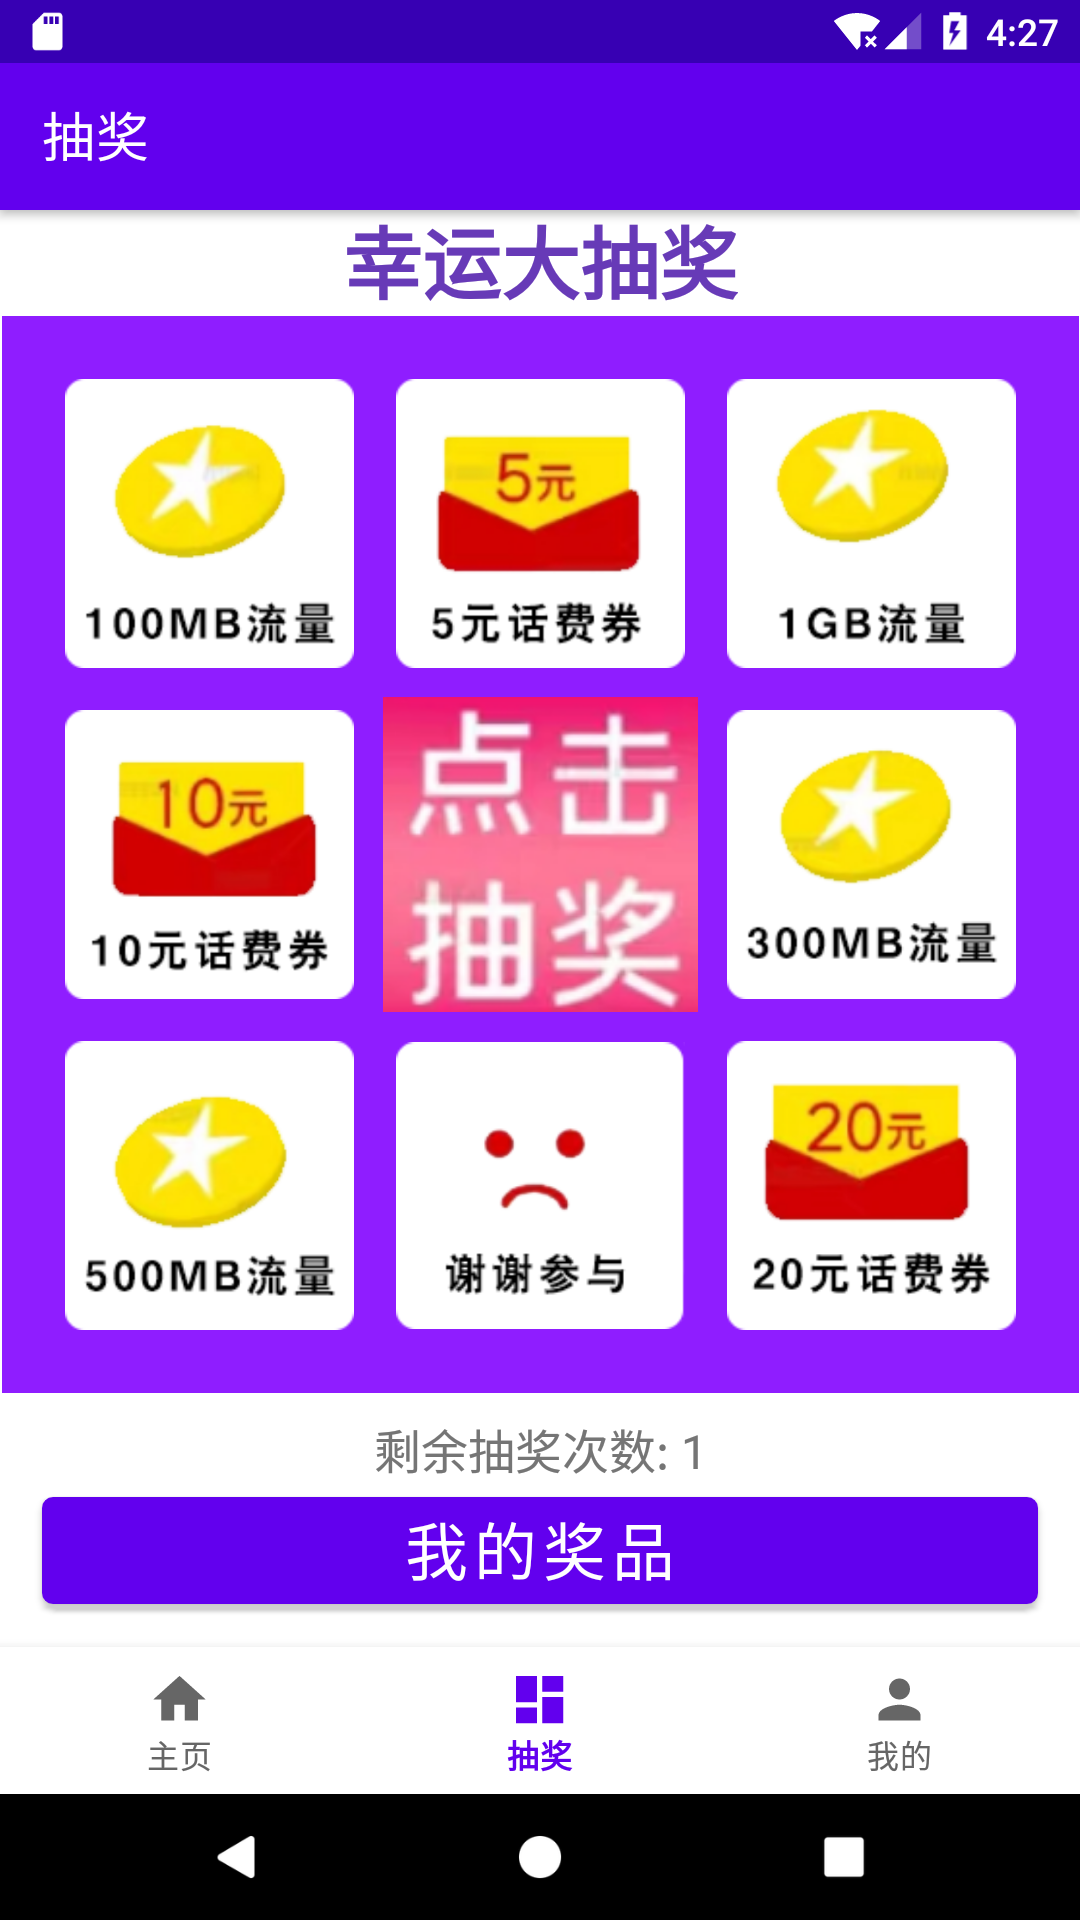 4:27
抽奖
幸运大抽奖
100MB流量
5元
5元话费券
1GB流量
10元
10元话费券
点击
抽奖
300MB流量
500MB流量
谢谢参与
20元
20元话费券
剩余抽奖次数: 1
我的奖品
主页
抽奖
我的